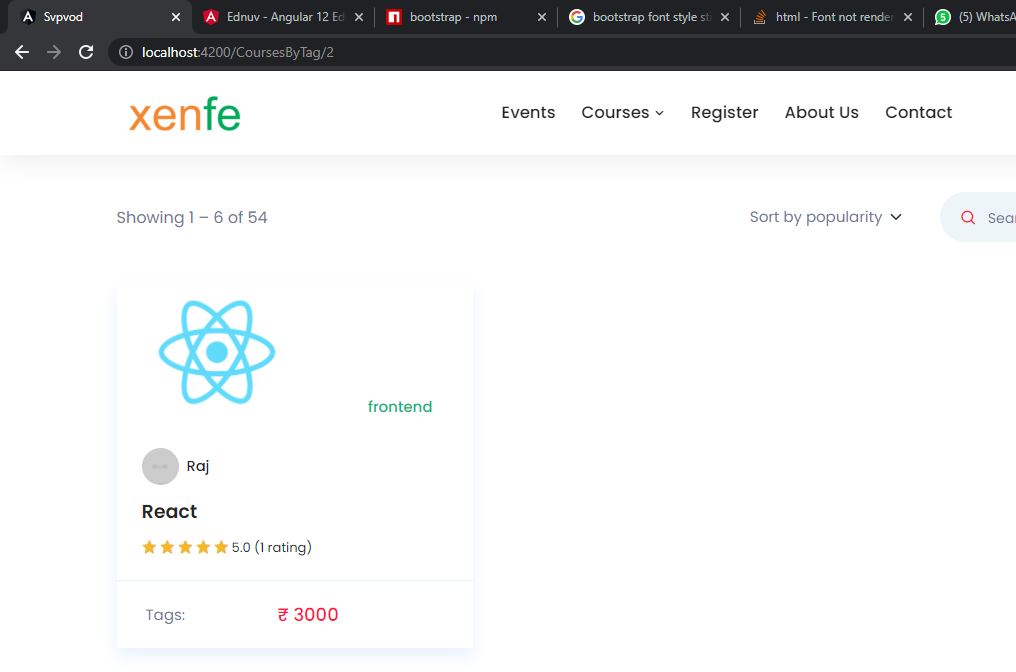 Svpvod
Ednuv - Angular 12 Ed
bootstrap - npm
bootstrap font style st
html - Font not render
5 (5) WhatsA
localhost:4200/CoursesByTag/2
xenfe
Events Courses Register About Us Contact
Showing 1 – 6 of 54
Sort by popularity
Sear
frontend
Raj
React
5.0 (1 rating)
Tags: ₹ 3000